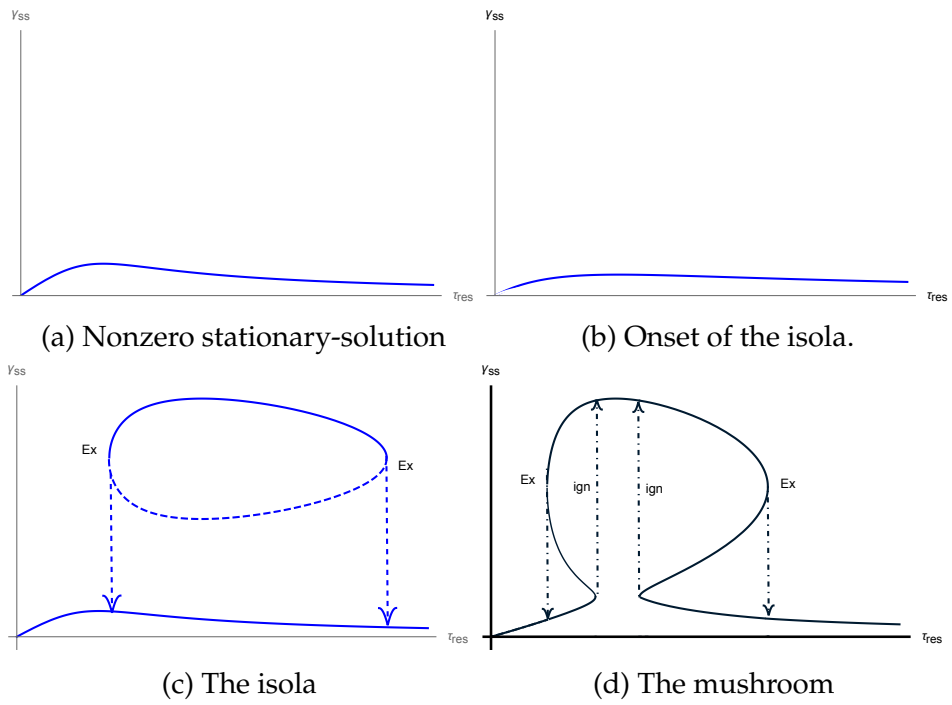 γss
γss
τres
τres
(a) Nonzero stationary-solution
(b) Onset of the isola.
γss
γss
Ex
Ex
Ex
ign
ign
Ex
τres
τres
(c) The isola
(d) The mushroom